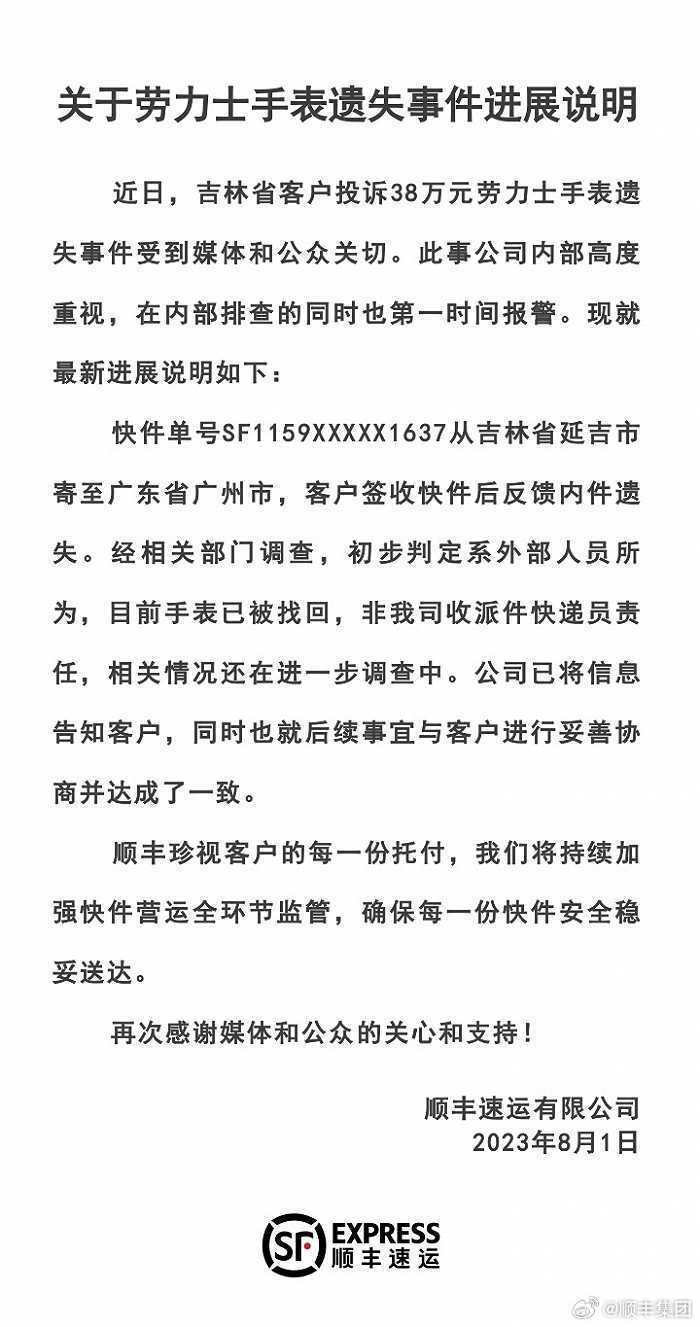 关于劳力士手表遗失事件进展说明
近日，吉林省客户投诉38万元劳力士手表遗
失事件受到媒体和公众关切。此事公司内部高度
重视，在内部排查的同时也第一时间报警。现就
最新进展说明如下：
快件单号SF1159XXXXX1637从吉林省延吉市
寄至广东省广州市，客户签收快件后反馈内件遗
失。经相关部门调查，初步判定系外部人员所
为，目前手表已被找回，非我司收派件快递员责
任，相关情况还在进一步调查中。公司已将信息
告知客户，同时也就后续事宜与客户进行妥善协
商并达成了一致。
顺丰珍视客户的每一份托付，我们将持续加
强快件营运全环节监管，确保每一份快件安全稳
妥送达。
再次感谢媒体和公众的关心和支持！
顺丰速运有限公司
2023年8月1日
SF EXPRESS
顺丰速运
@顺丰集团